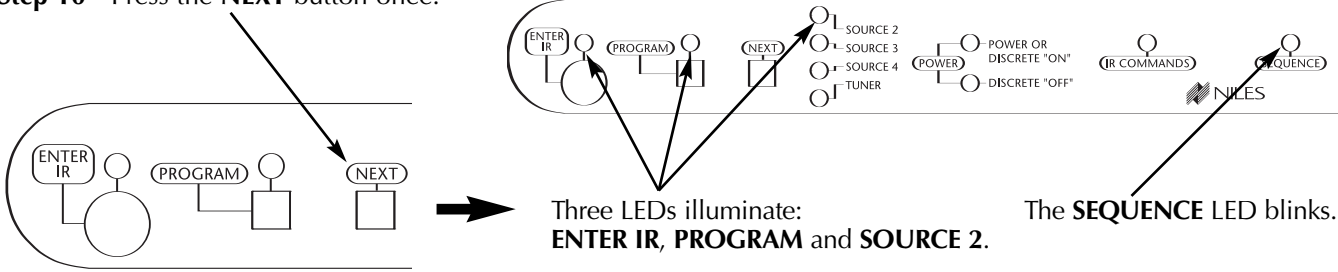 Step 10 Press the NEXT button once.
ENTER IR
PROGRAM
NEXT
SOURCE 2
SOURCE 3
SOURCE 4
TUNER
POWER
POWER OR
DISCRETE "ON"
DISCRETE "OFF"
IR COMMANDS
SEQUENCE
NILES
ENTER
IR
PROGRAM
NEXT
Three LEDs illuminate:
ENTER IR, PROGRAM and SOURCE 2.
The SEQUENCE LED blinks.